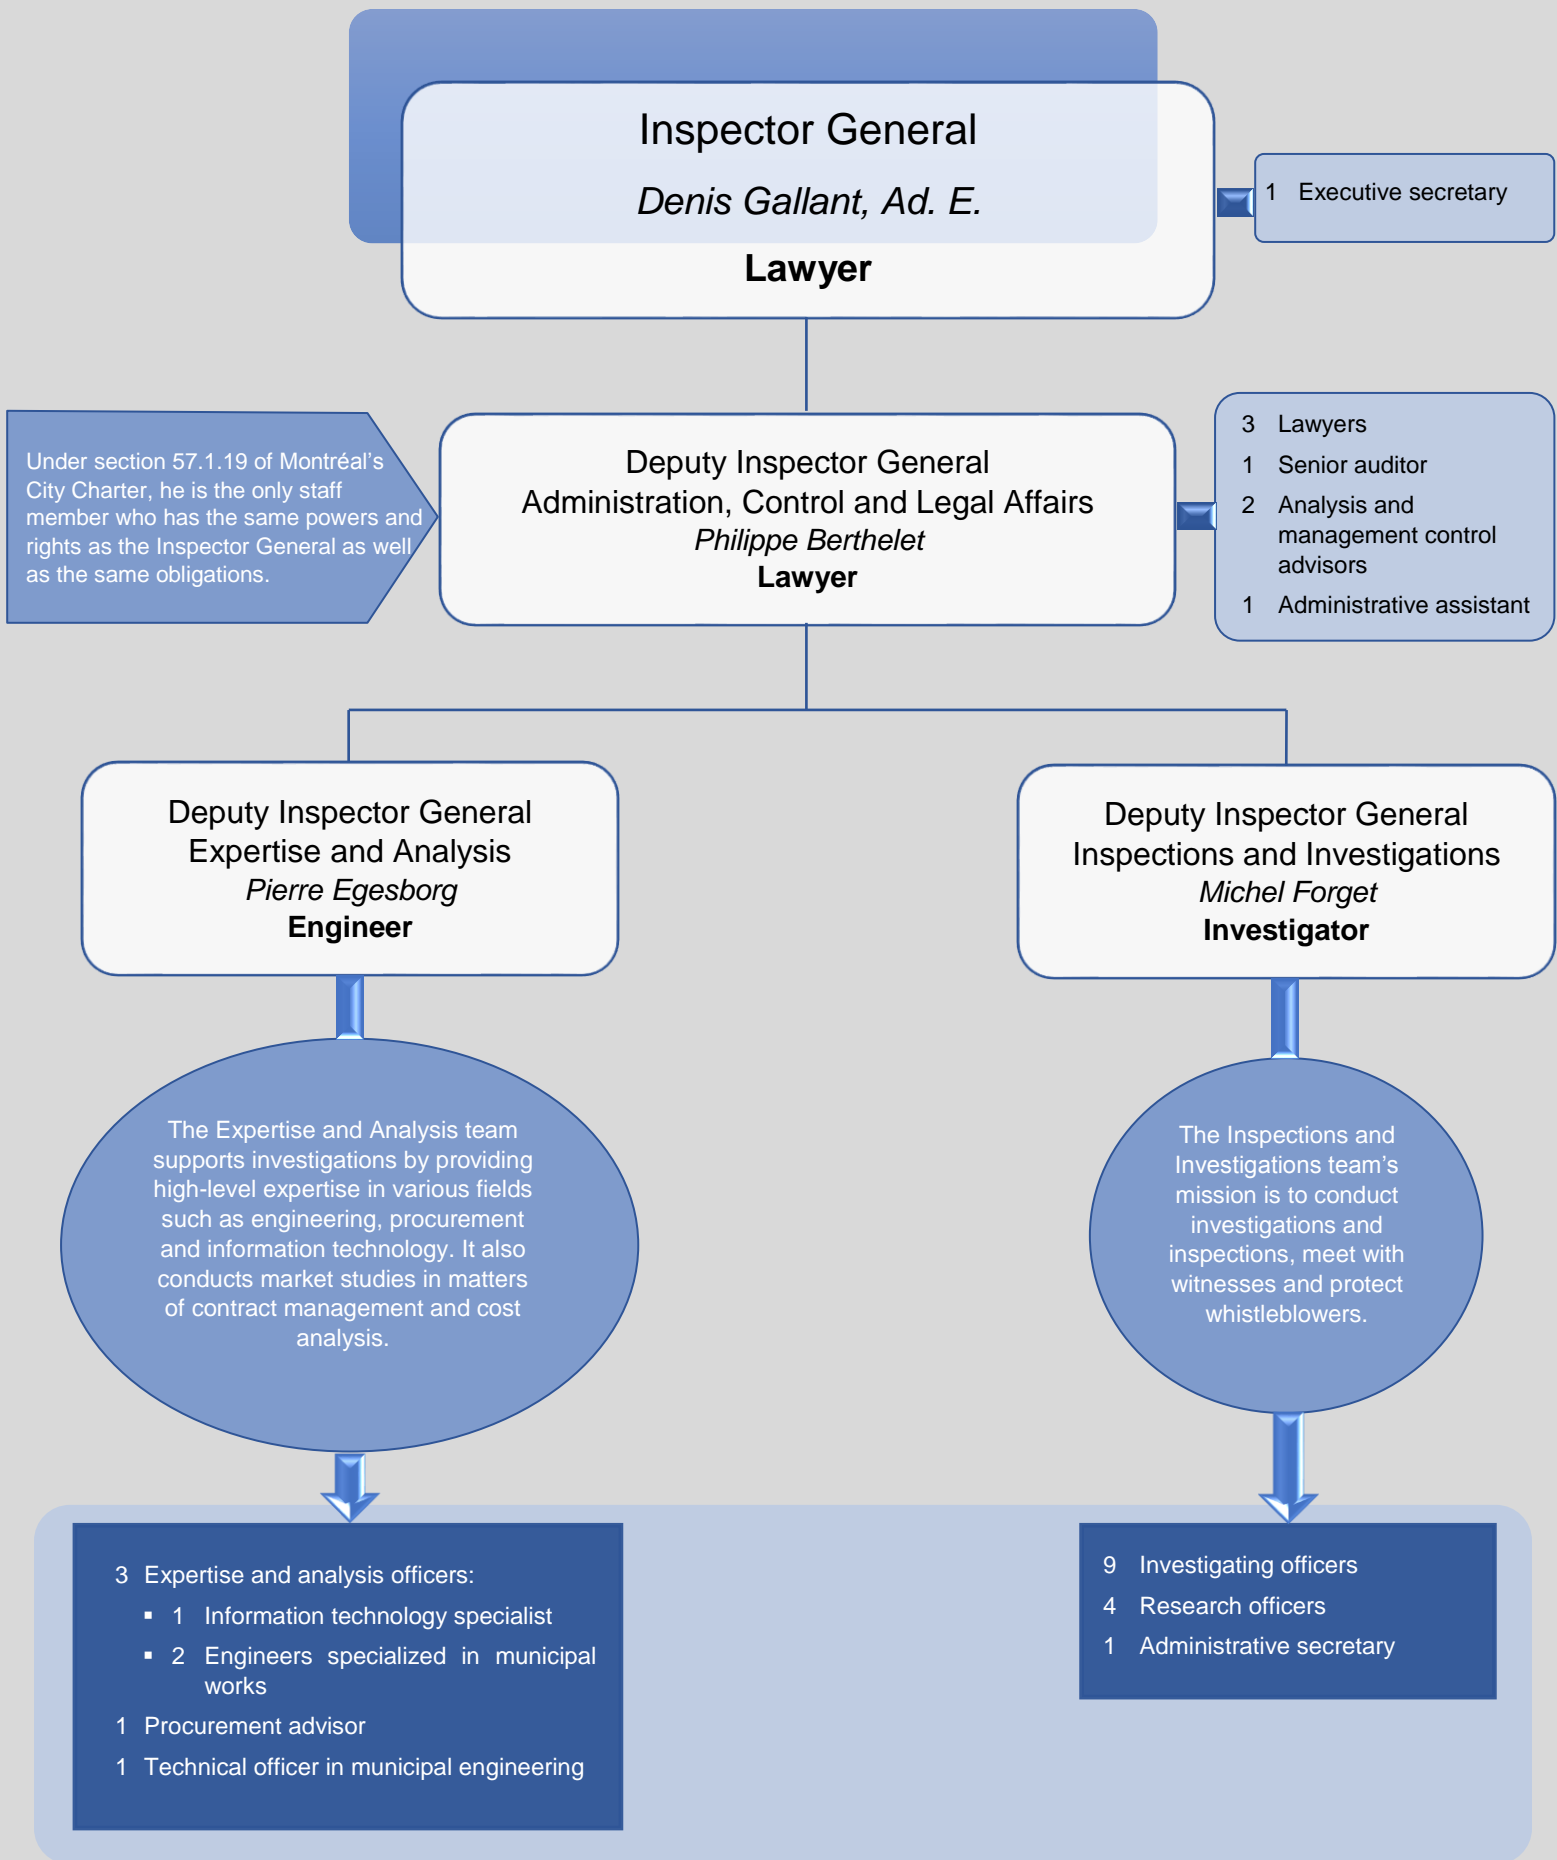 Inspector General
Denis Gallant, Ad. E.
Lawyer
1 Executive secretary
Under section 57.1.19 of Montréal’s
City Charter, he is the only staff
member who has the same powers and
rights as the Inspector General as well
as the same obligations.
Deputy Inspector General
Administration, Control and Legal Affairs
Philippe Berthelet
Lawyer
3 Lawyers
1 Senior auditor
2 Analysis and
management control
advisors
1 Administrative assistant
Deputy Inspector General
Expertise and Analysis
Pierre Egesborg
Engineer
Deputy Inspector General
Inspections and Investigations
Michel Forget
Investigator
The Expertise and Analysis team
supports investigations by providing
high-level expertise in various fields
such as engineering, procurement
and information technology. It also
conducts market studies in matters
of contract management and cost
analysis.
The Inspections and
Investigations team’s
mission is to conduct
investigations and
inspections, meet with
witnesses and protect
whistleblowers.
3 Expertise and analysis officers:
▪ 1 Information technology specialist
▪ 2 Engineers specialized in municipal
works
1 Procurement advisor
1 Technical officer in municipal engineering
9 Investigating officers
4 Research officers
1 Administrative secretary